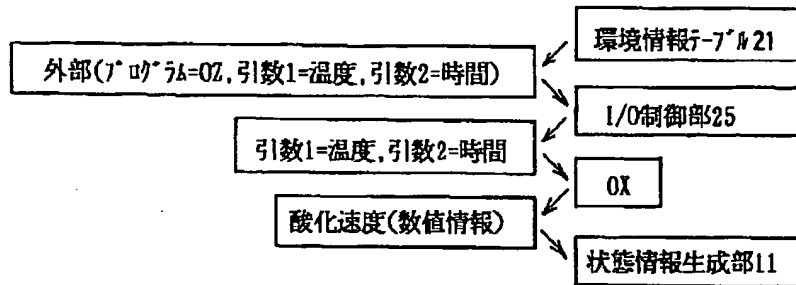 環境情報テーブル21
外部(プログラム=OZ,引数1=温度,引数2=時間)
I/O制御部25
引数1=温度,引数2=時間
OX
酸化速度(数値情報)
状態情報生成部11